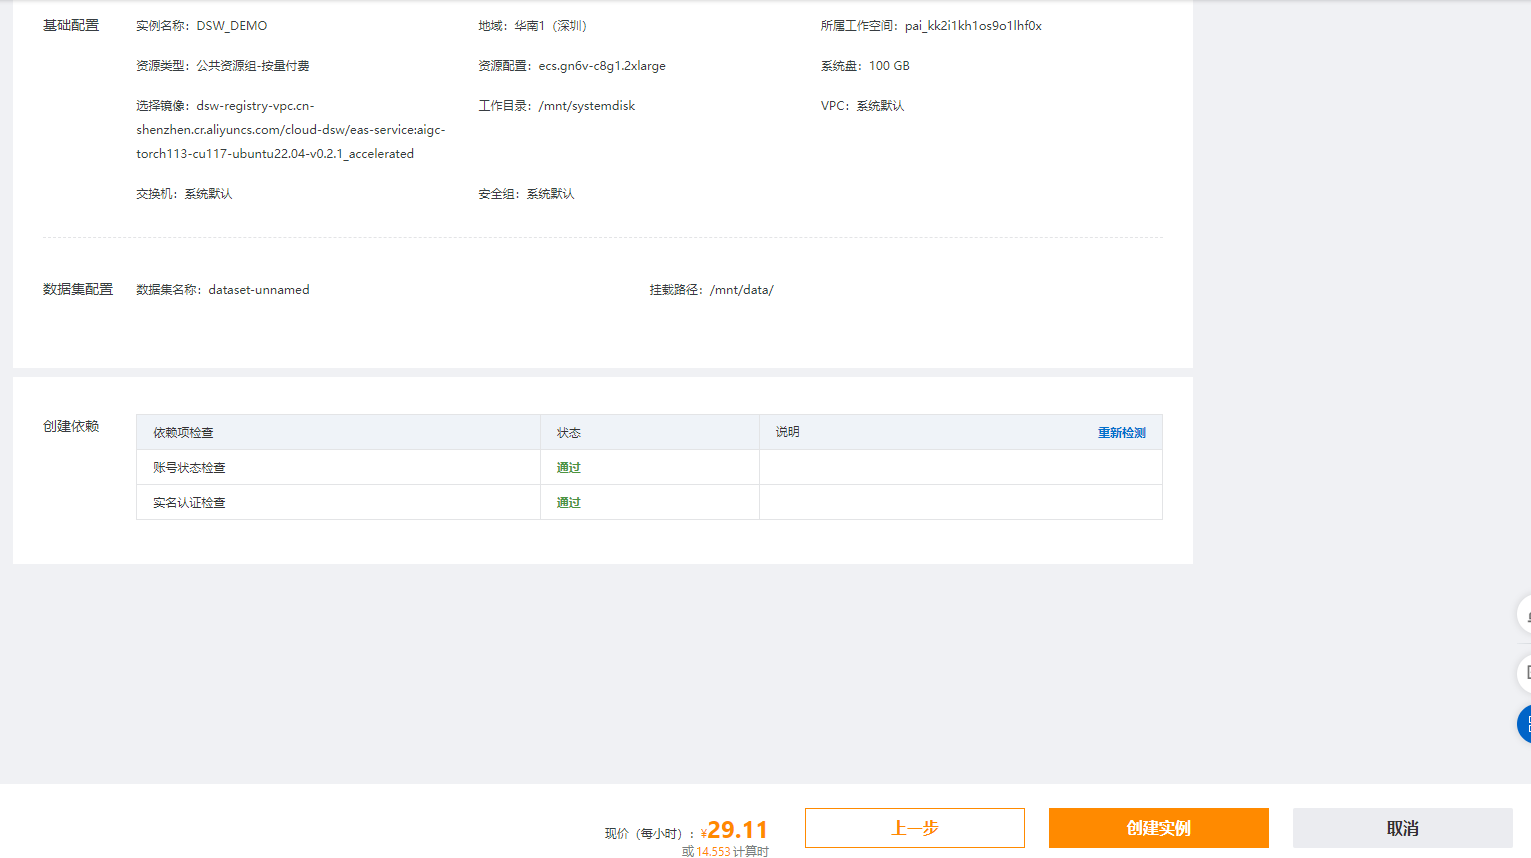 基础配置
实例名称：DSW_DEMO
地域：华南1（深圳）
所属工作空间：pai_kk2i1kh1os9o1lhf0x
资源类型：公共资源组-按量付费
资源配置：ecs.gn6v-c8g1.2xlarge
系统盘：100 GB
选择镜像：dsw-registry-vpc.cn-
shenzhen.cr.aliyuncs.com/cloud-dsw/eas-service:aigc-
torch113-cu117-ubuntu22.04-v0.2.1_accelerated
工作目录：/mnt/systemdisk
VPC：系统默认
交换机：系统默认
安全组：系统默认
数据集配置
数据集名称：dataset-unnamed
挂载路径：/mnt/data/
创建依赖
依赖项检查
状态
说明
重新检测
账号状态检查
通过
实名认证检查
通过
现价（每小时）：¥29.11
或14.553计算时
上一步
创建实例
取消